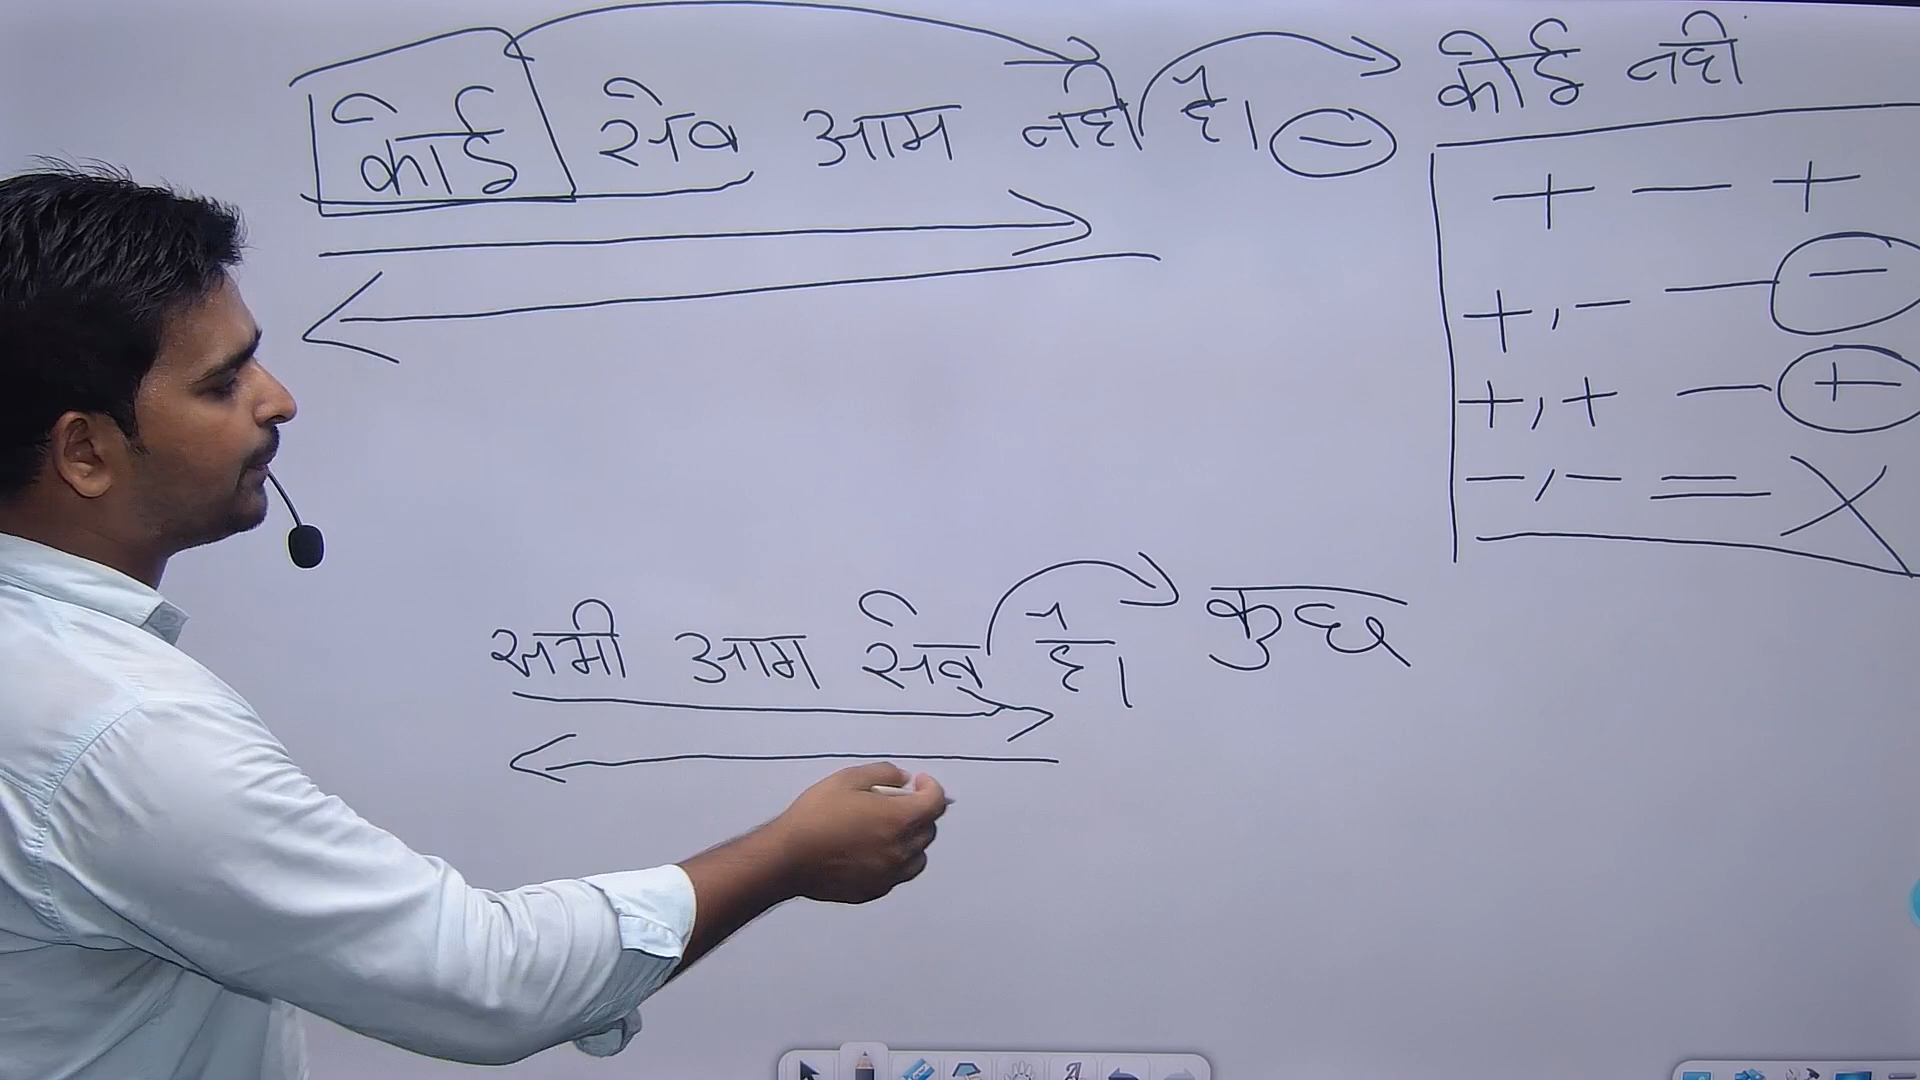 कोई सेव आम नही है। ⊖
कोई नही
+ — +
+,- — ⊖
+,+ — ⊕
-,- = X
सभी आम सेव है। कुछ